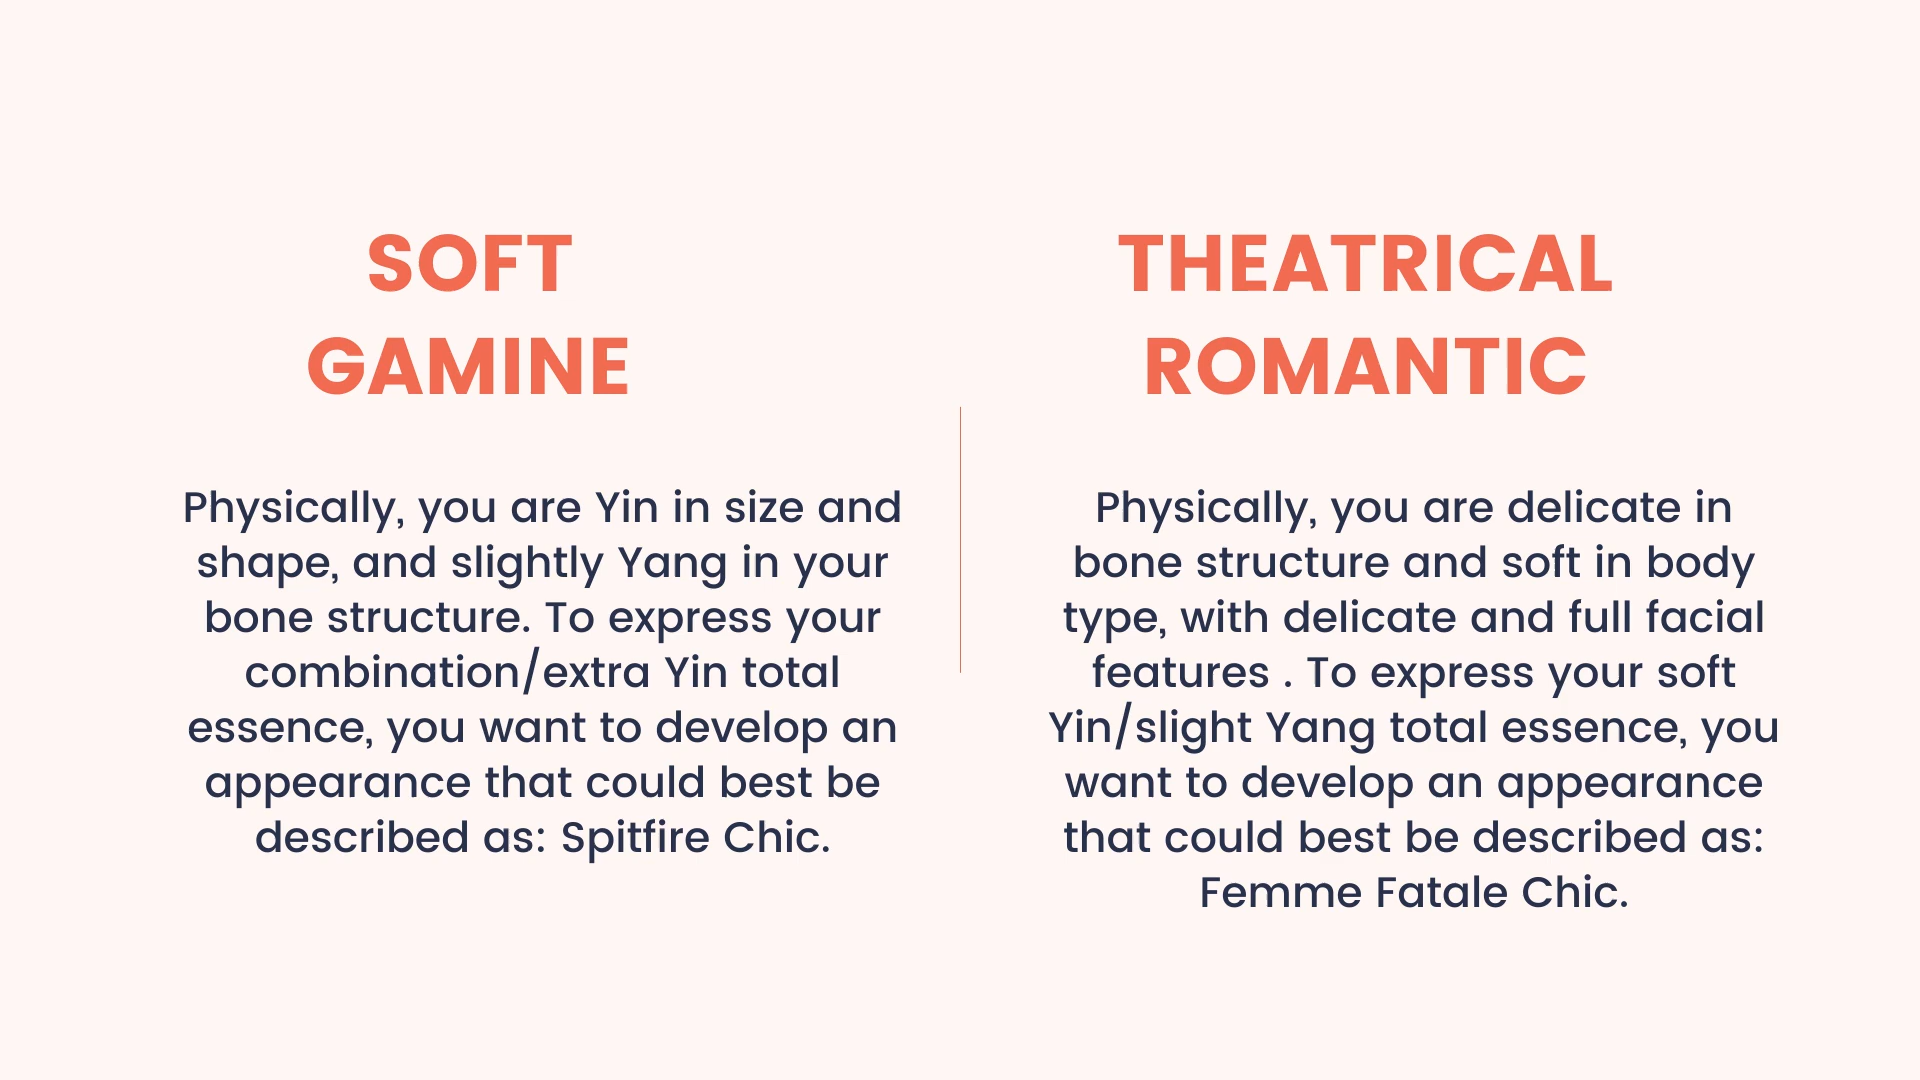 SOFT
GAMINE
Physically, you are Yin in size and
shape, and slightly Yang in your
bone structure. To express your
combination/extra Yin total
essence, you want to develop an
appearance that could best be
described as: Spitfire Chic.
THEATRICAL
ROMANTIC
Physically, you are delicate in
bone structure and soft in body
type, with delicate and full facial
features . To express your soft
Yin/slight Yang total essence, you
want to develop an appearance
that could best be described as:
Femme Fatale Chic.